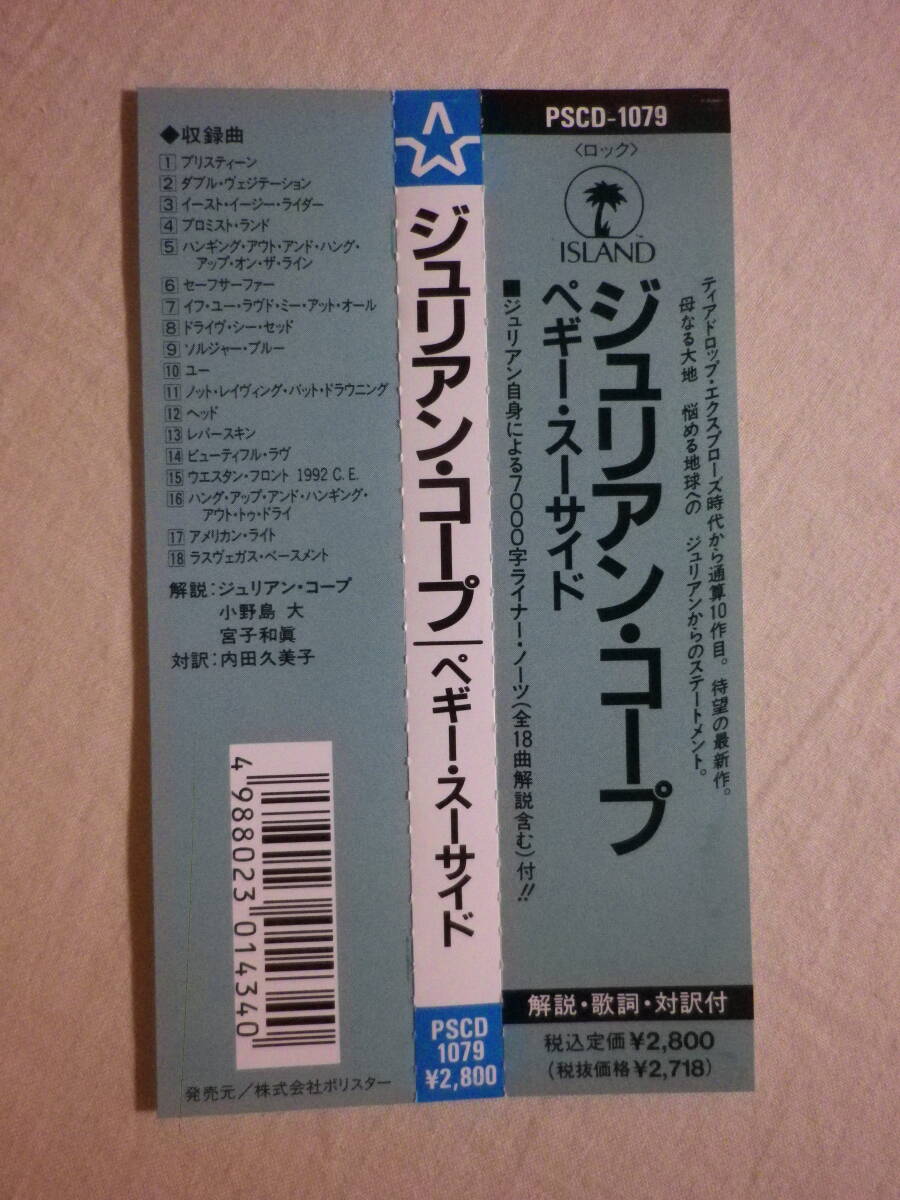 PSCD-1079
〈ロック〉
ISLAND
ティアドロップ・エクスプローズ時代から通算10作目。待望の最新作。
母なる大地 悩める地球への ジュリアンからのステートメント。
ジュリアン・コープ
ペギー・スーサイド
■ジュリアン自身による7000字ライナー・ノーツ(全18曲解説含む)付!!
解説・歌詞・対訳付
税込定価¥2,800
(税抜価格¥2,718)
ジュリアン・コープ/ペギー・スーサイド
PSCD
1079
¥2,800
◆収録曲
1 プリスティーン
2 ダブル・ヴェジテーション
3 イースト・イージー・ライダー
4 プロミスト・ランド
5 ハンギング・アウト・アンド・ハング・
アップ・オン・ザ・ライン
6 セーフサーファー
7 イフ・ユー・ラヴド・ミー・アット・オール
8 ドライヴ・シー・セッド
9 ソルジャー・ブルー
10 ユー
11 ノット・レイヴィング・バット・ドラウニング
12 ヘッド
13 レパースキン
14 ビューティフル・ラヴ
15 ウエスタン・フロント 1992 C.E.
16 ハング・アップ・アンド・ハンギング・
アウト・トゥ・ドライ
17 アメリカン・ライト
18 ラスヴェガス・ベースメント
解説:ジュリアン・コープ
小野島 大
宮子和眞
対訳:内田久美子
4 988023 014340
発売元/株式会社ポリスター